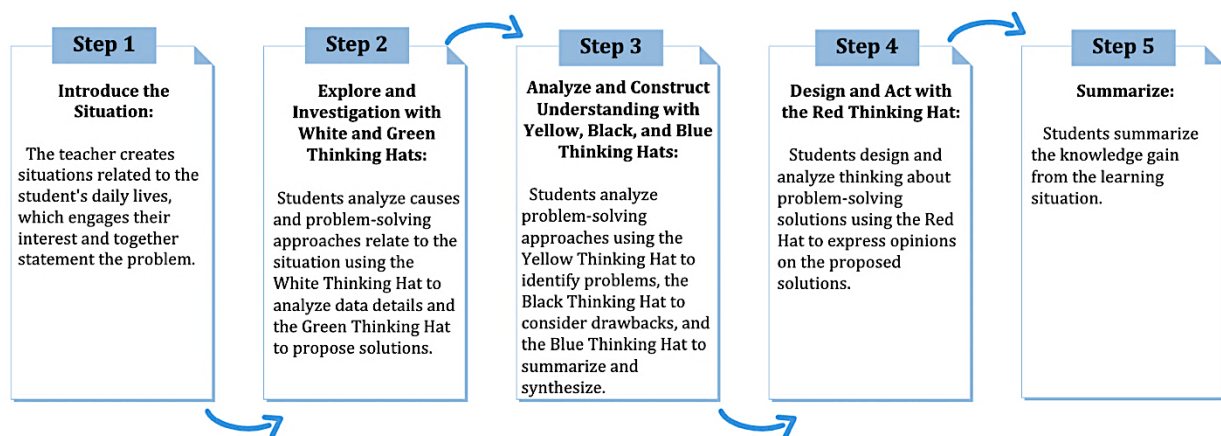 Step 1
Introduce the
Situation:
The teacher creates
situations related to the
student's daily lives,
which engages their
interest and together
statement the problem.
Step 2
Explore and
Investigation with
White and Green
Thinking Hats:
Students analyze causes
and problem-solving
approaches relate to the
situation using the
White Thinking Hat to
analyze data details and
the Green Thinking Hat
to propose solutions.
Step 3
Analyze and Construct
Understanding with
Yellow, Black, and Blue
Thinking Hats:
Students analyze
problem-solving
approaches using the
Yellow Thinking Hat to
identify problems, the
Black Thinking Hat to
consider drawbacks, and
the Blue Thinking Hat to
summarize and
synthesize.
Step 4
Design and Act with
the Red Thinking Hat:
Students design and
analyze thinking about
problem-solving
solutions using the Red
Hat to express opinions
on the proposed
solutions.
Step 5
Summarize:
Students summarize
the knowledge gain
from the learning
situation.